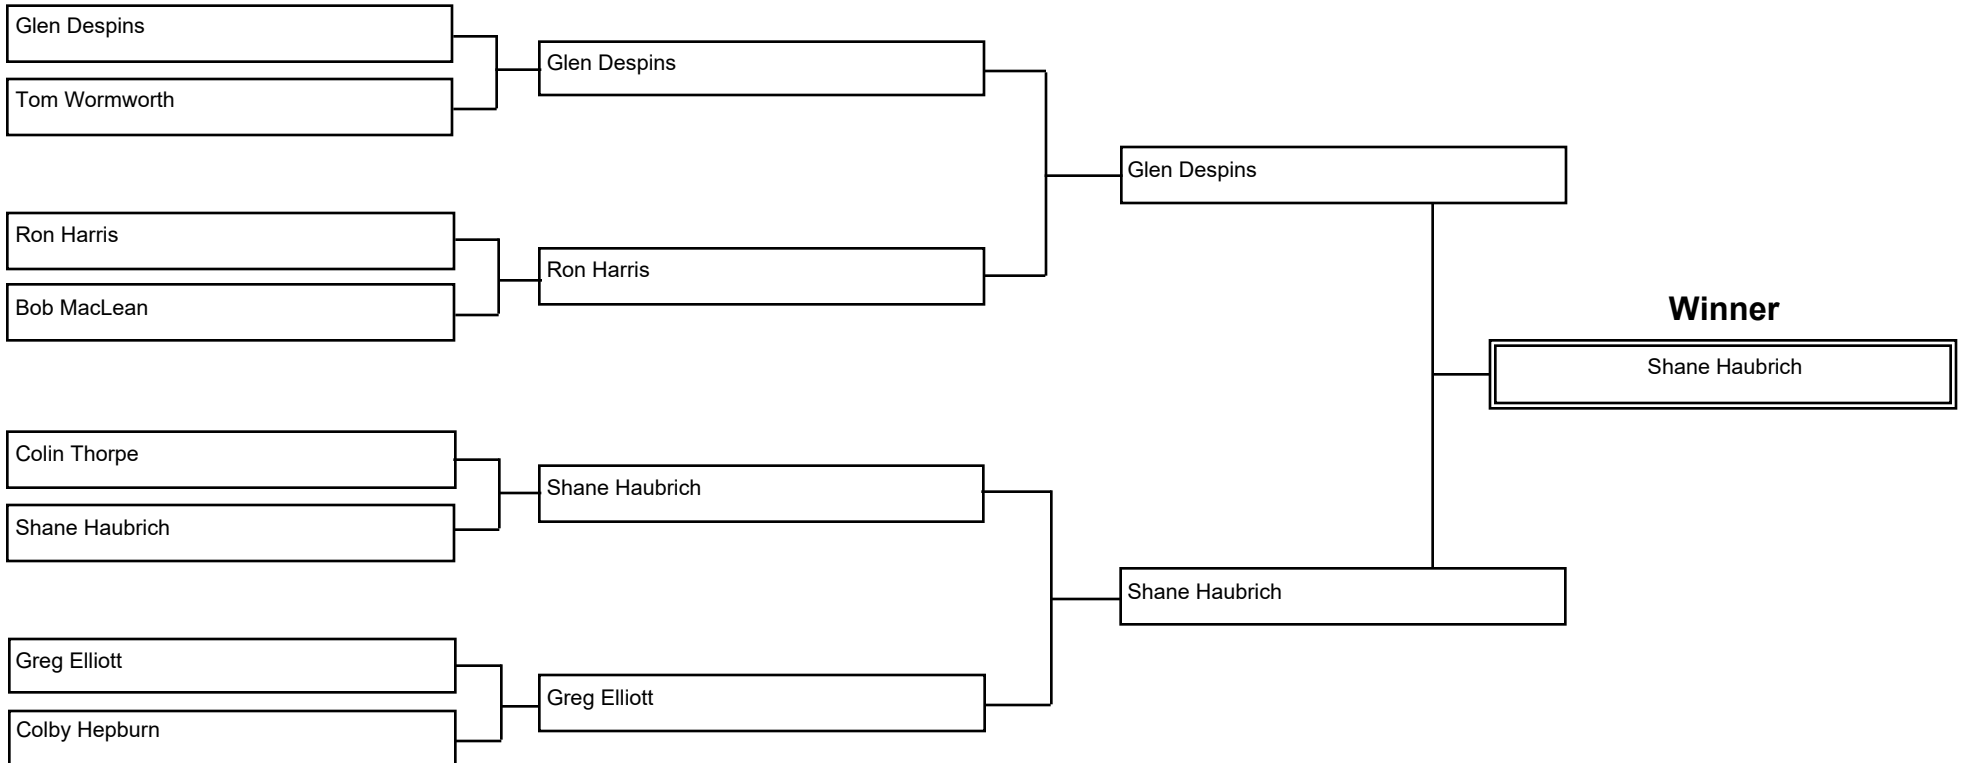 Glen Despins
Tom Wormworth
Ron Harris
Bob MacLean
Colin Thorpe
Shane Haubrich
Greg Elliott
Colby Hepburn
Glen Despins
Ron Harris
Shane Haubrich
Greg Elliott
Glen Despins
Shane Haubrich
Winner
Shane Haubrich